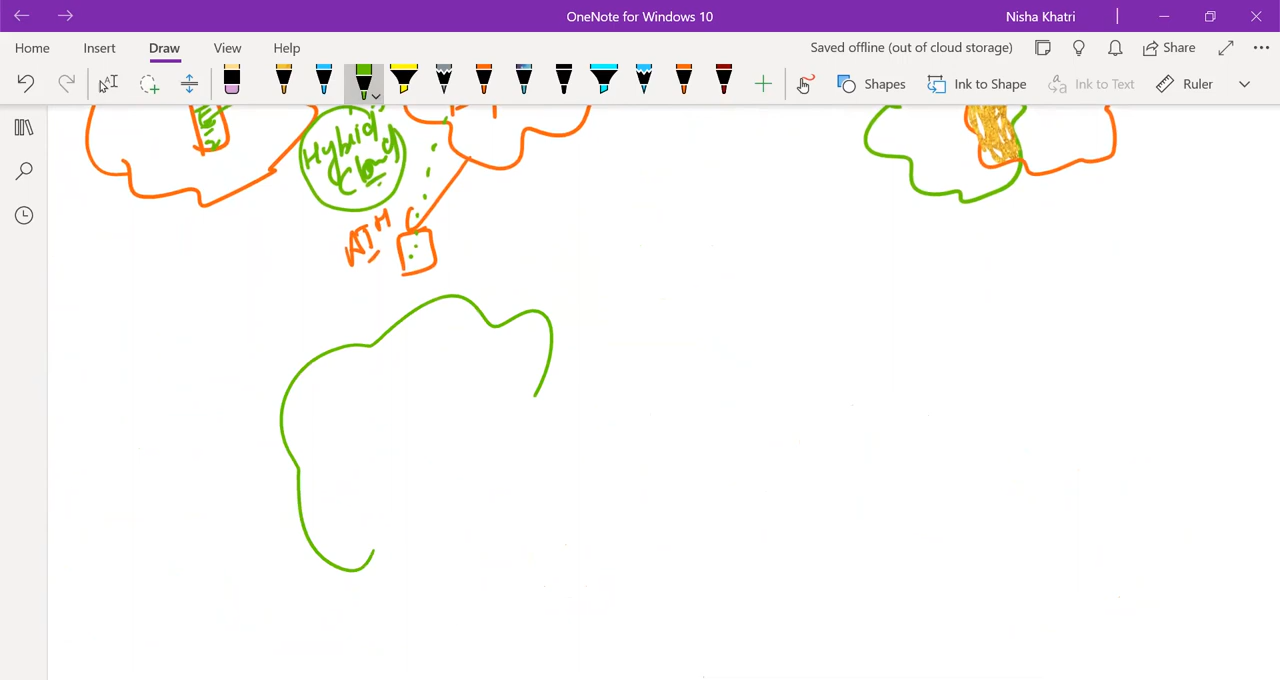 OneNote for Windows 10
Nisha Khatri
Home Insert Draw View Help
Saved offline (out of cloud storage)
Share
Shapes
Ink to Shape
Ink to Text
Ruler
Hybrid
Cloud
ATM